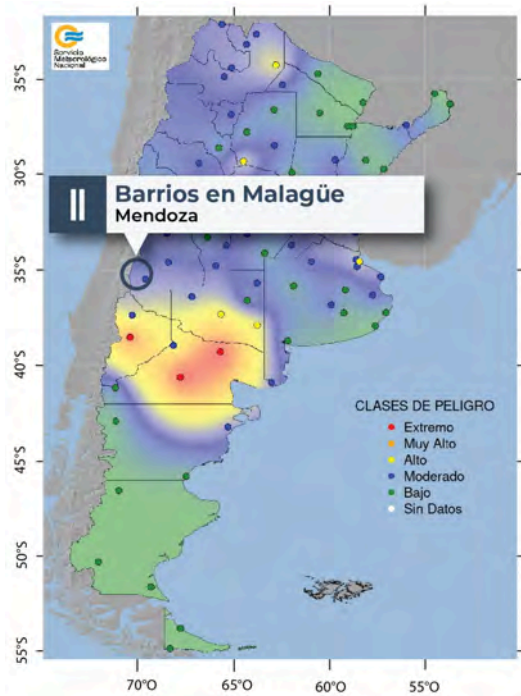 Servicio
Meteorológico
Nacional
35°S
30°S
II
Barrios en Malagüe
Mendoza
35°S
40°S
45°S
50°S
55°S
CLASES DE PELIGRO
Extremo
Muy Alto
Alto
Moderado
Bajo
Sin Datos
70°O
65°O
60°O
55°O